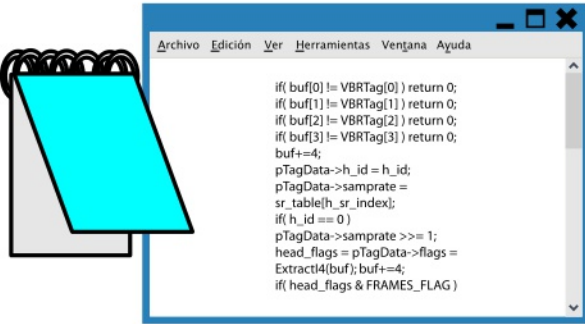 Archivo Edición Ver Herramientas Ventana Ayuda
if( buf[0] != VBRTag[0] ) return 0;
if( buf[1] != VBRTag[1] ) return 0;
if( buf[2] != VBRTag[2] ) return 0;
if( buf[3] != VBRTag[3] ) return 0;
buf+=4;
pTagData->h_id = h_id;
pTagData->samprate =
sr_table[h_sr_index];
if( h_id == 0 )
pTagData->samprate >>= 1;
head_flags = pTagData->flags =
ExtractI4(buf); buf+=4;
if( head_flags & FRAMES_FLAG )